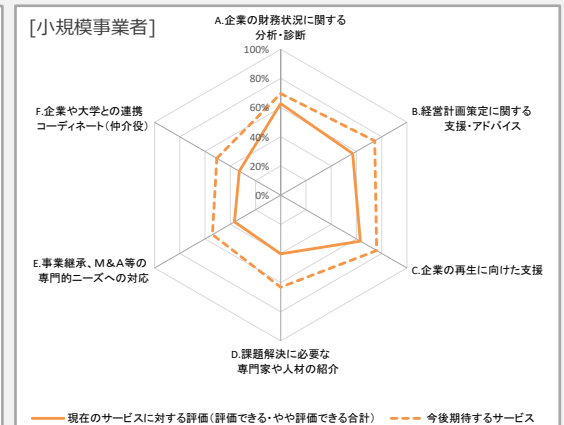 [小規模事業者]
A.企業の財務状況に関する
分析・診断
100%
80%
60%
40%
20%
0%
F.企業や大学との連携
コーディネート(仲介役)
B.経営計画策定に関する
支援・アドバイス
E.事業継承、M&A等の
専門的ニーズへの対応
C.企業の再生に向けた支援
D.課題解決に必要な
専門家や人材の紹介
現在のサービスに対する評価(評価できる・やや評価できる合計)
今後期待するサービス